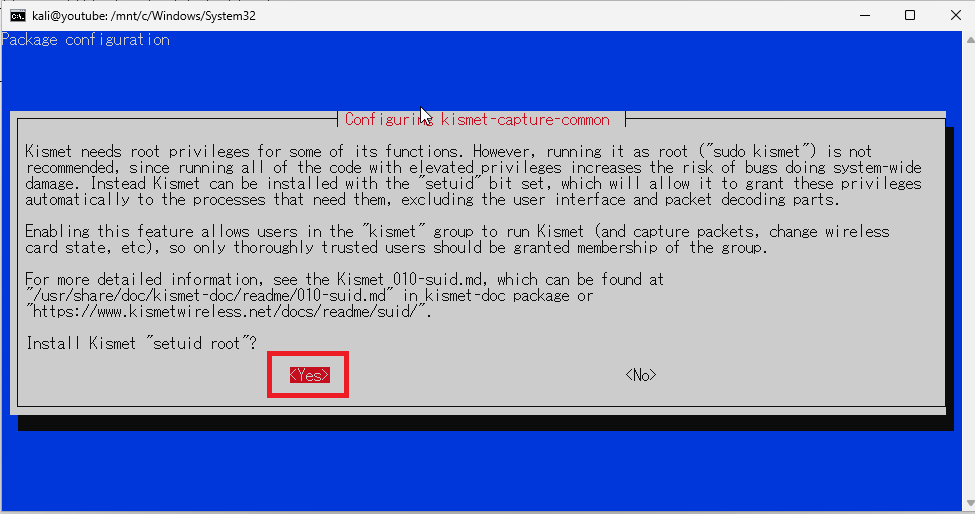 kali@youtube: /mnt/c/Windows/System32
Package configuration
Configuring kismet-capture-common
Kismet needs root privileges for some of its functions. However, running it as root ("sudo kismet") is not
recommended, since running all of the code with elevated privileges increases the risk of bugs doing system-wide
damage. Instead Kismet can be installed with the "setuid" bit set, which will allow it to grant these privileges
automatically to the processes that need them, excluding the user interface and packet decoding parts.
Enabling this feature allows users in the "kismet" group to run Kismet (and capture packets, change wireless
card state, etc), so only thoroughly trusted users should be granted membership of the group.
For more detailed information, see the Kismet 010-suid.md, which can be found at
"/usr/share/doc/kismet-doc/readme/010-suid.md" in kismet-doc package or
"https://www.kismetwireless.net/docs/readme/suid/".
Install Kismet "setuid root"?
<Yes> <No>